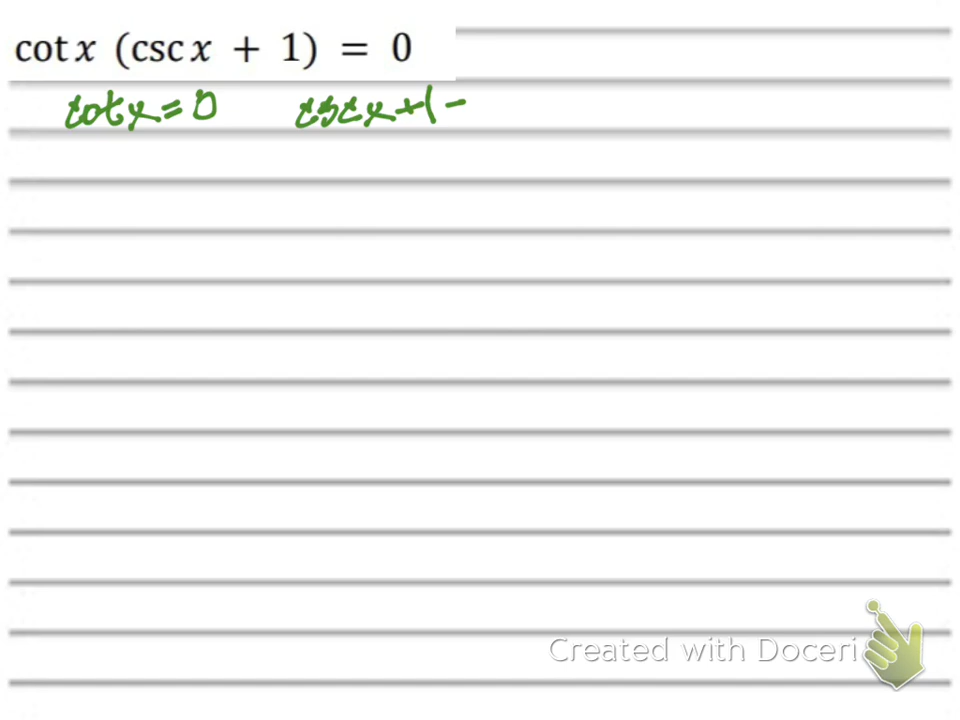 cot x (csc x + 1) = 0
cot x = 0 csc x + 1 -
Created with Doceri